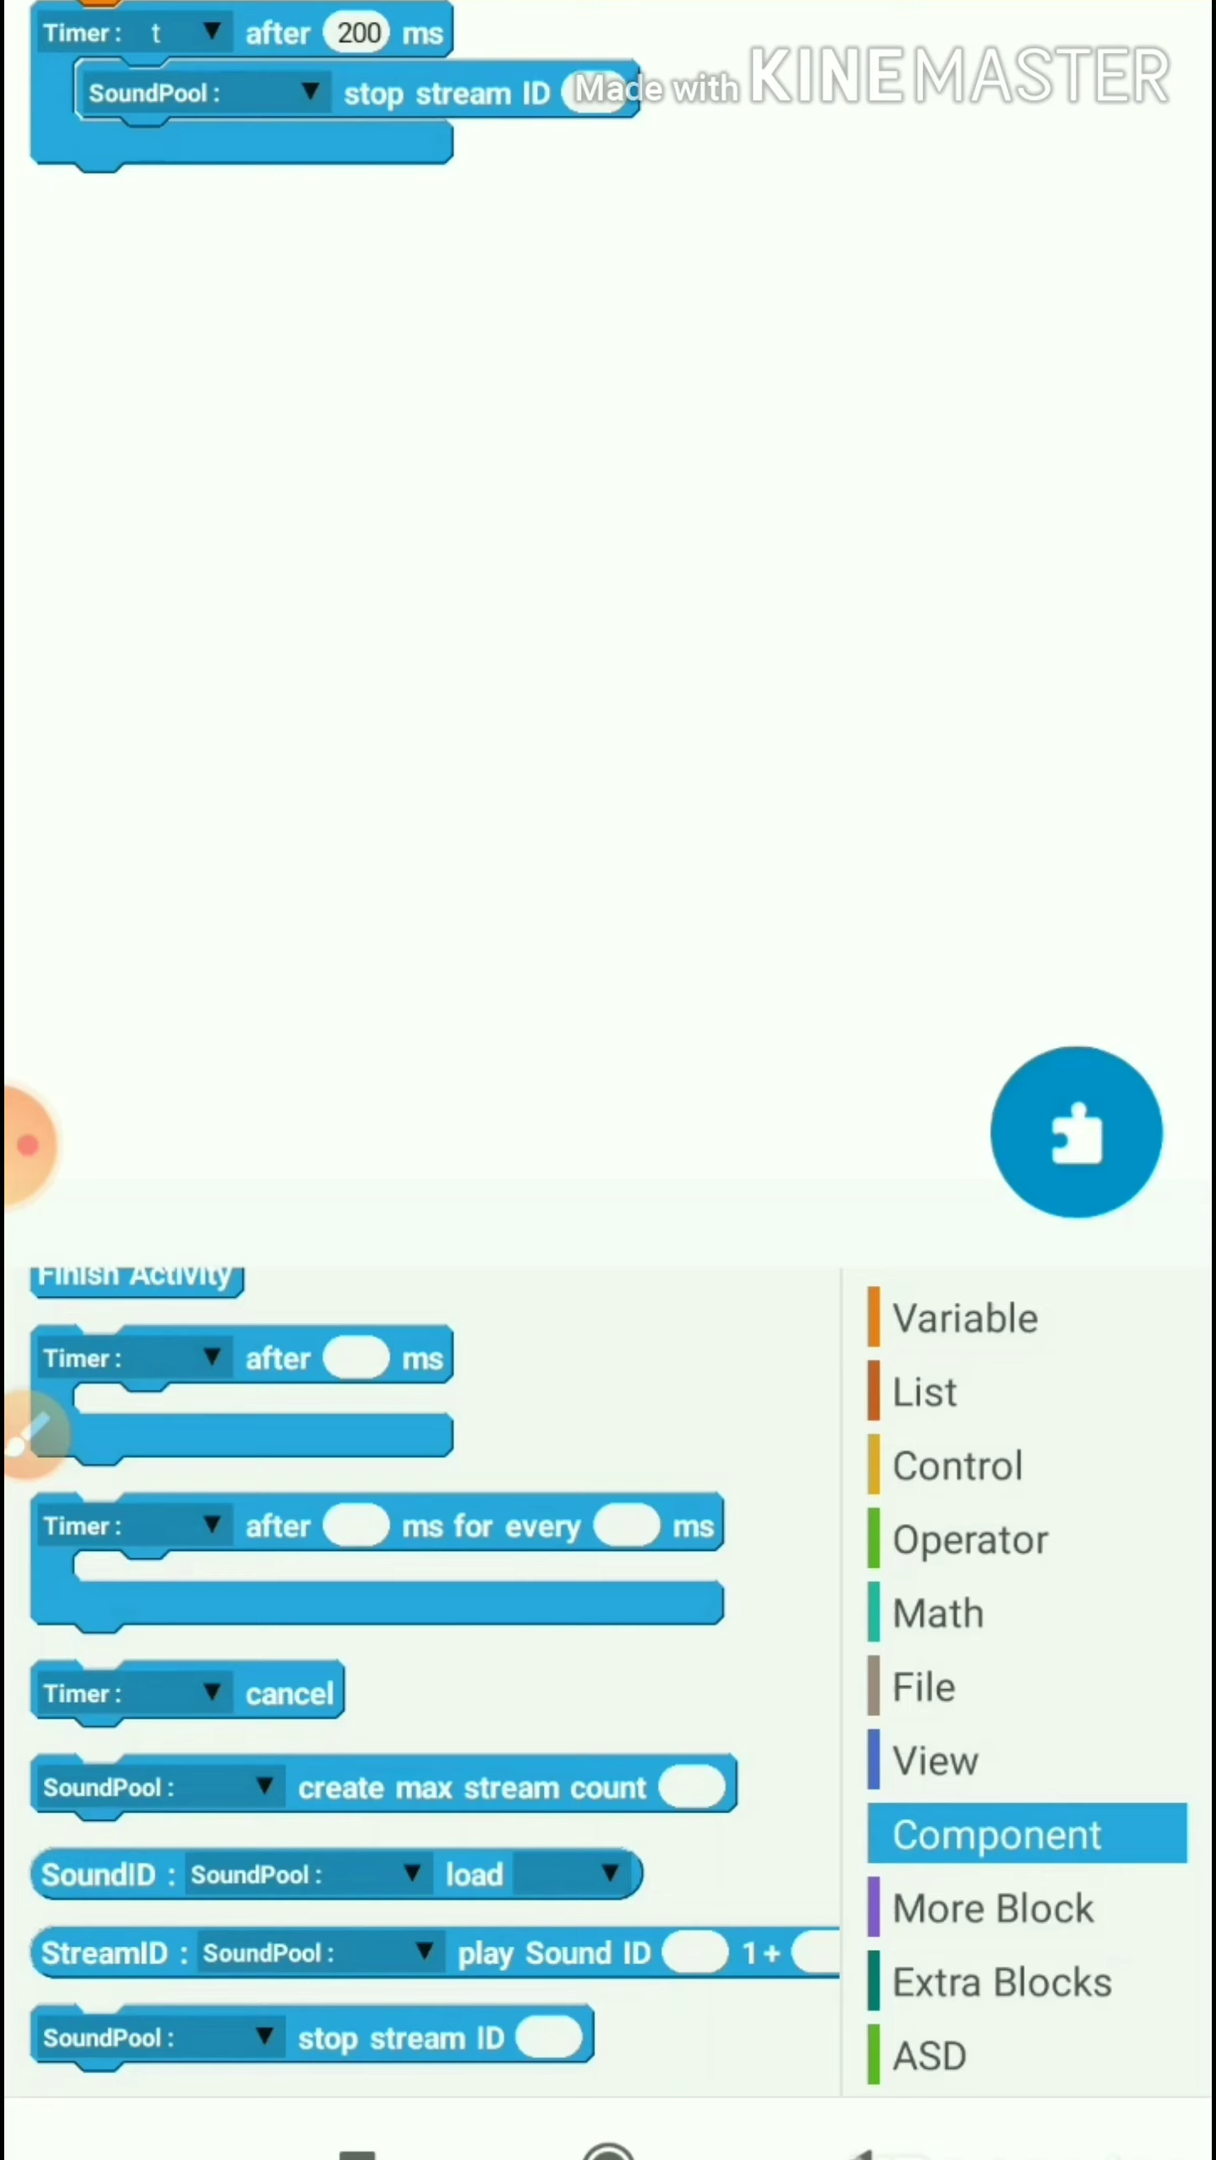 Timer: t ▼ after 200 ms
SoundPool: ▼ stop stream ID
Made with KINEMASTER
Finish Activity
Timer: ▼ after ms
Timer: ▼ after ms for every ms
Timer: ▼ cancel
SoundPool: ▼ create max stream count
SoundID : SoundPool: ▼ load ▼
StreamID : SoundPool: ▼ play Sound ID 1 +
SoundPool: ▼ stop stream ID
Variable
List
Control
Operator
Math
File
View
Component
More Block
Extra Blocks
ASD